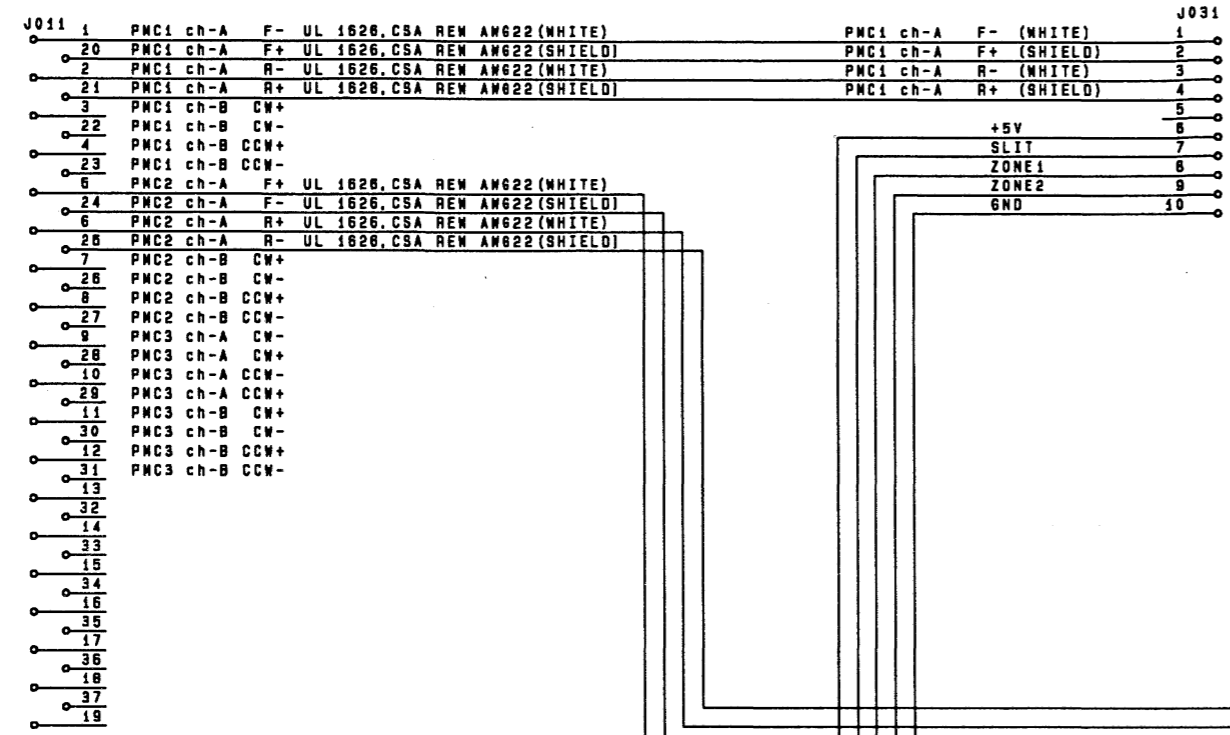 J011
J031
1 PMC1 ch-A F- UL 1626,CSA REW AWG22(WHITE) PMC1 ch-A F- (WHITE) 1
20 PMC1 ch-A F+ UL 1626,CSA REW AWG22(SHIELD) PMC1 ch-A F+ (SHIELD) 2
2 PMC1 ch-A R- UL 1626,CSA REW AWG22(WHITE) PMC1 ch-A R- (WHITE) 3
21 PMC1 ch-A R+ UL 1626,CSA REW AWG22(SHIELD) PMC1 ch-A R+ (SHIELD) 4
3 PMC1 ch-B CW+ 5
22 PMC1 ch-B CW- +5V 6
4 PMC1 ch-B CCW+ SLIT 7
23 PMC1 ch-B CCW- ZONE1 8
5 PMC2 ch-A F+ UL 1626,CSA REW AWG22(WHITE) ZONE2 9
24 PMC2 ch-A F- UL 1626,CSA REW AWG22(SHIELD) GND 10
6 PMC2 ch-A R+ UL 1626,CSA REW AWG22(WHITE)
25 PMC2 ch-A R- UL 1626,CSA REW AWG22(SHIELD)
7 PMC2 ch-B CW+
26 PMC2 ch-B CW-
8 PMC2 ch-B CCW+
27 PMC2 ch-B CCW-
9 PMC3 ch-A CW-
28 PMC3 ch-A CW+
10 PMC3 ch-A CCW-
29 PMC3 ch-A CCW+
11 PMC3 ch-B CW+
30 PMC3 ch-B CW-
12 PMC3 ch-B CCW+
31 PMC3 ch-B CCW-
13
32
14
33
15
34
16
35
17
36
18
37
19